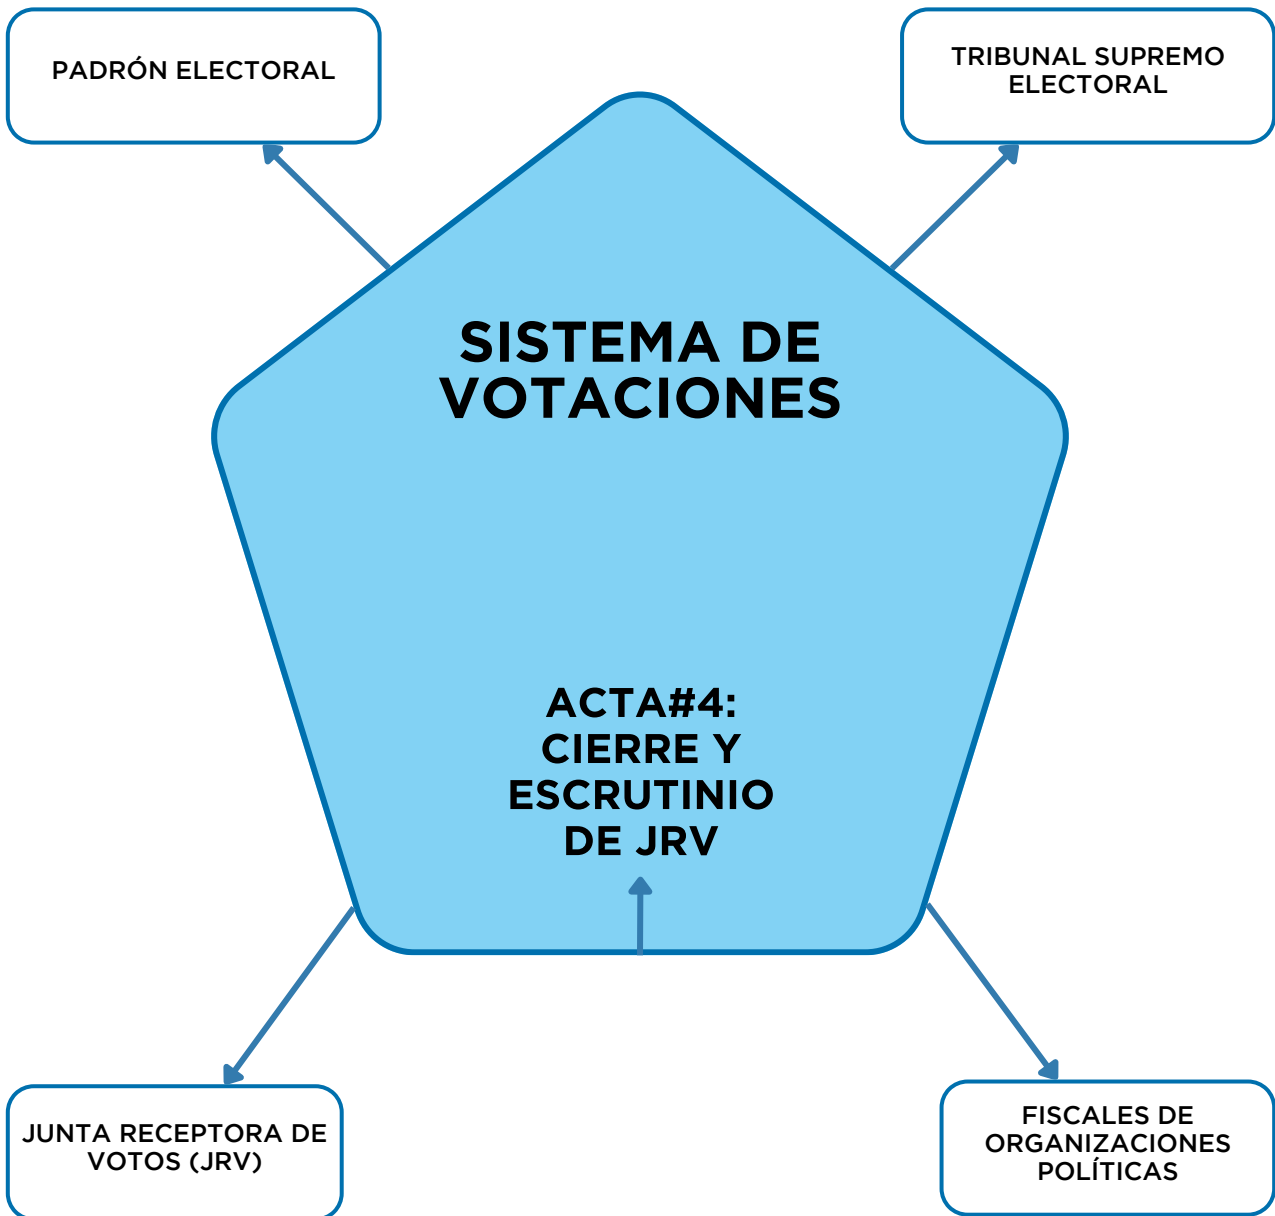 PADRÓN ELECTORAL
TRIBUNAL SUPREMO
ELECTORAL
SISTEMA DE
VOTACIONES
ACTA#4:
CIERRE Y
ESCRUTINIO
DE JRV
JUNTA RECEPTORA DE
VOTOS (JRV)
FISCALES DE
ORGANIZACIONES
POLÍTICAS